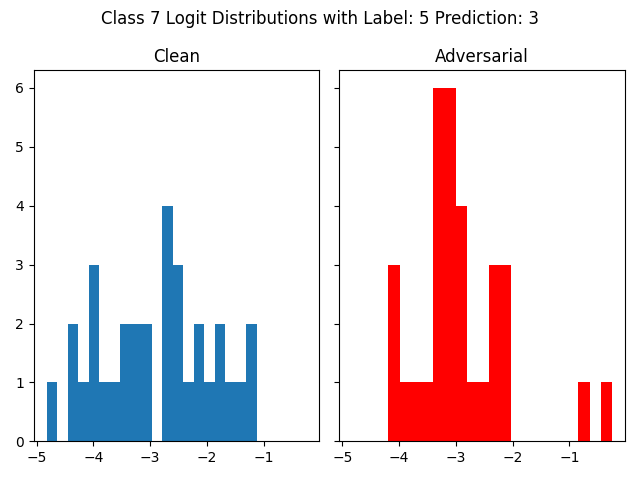 Class 7 Logit Distributions with Label: 5 Prediction: 3
Clean
Adversarial
6
5
4
3
2
1
0
−5 −4 −3 −2 −1
−5 −4 −3 −2 −1